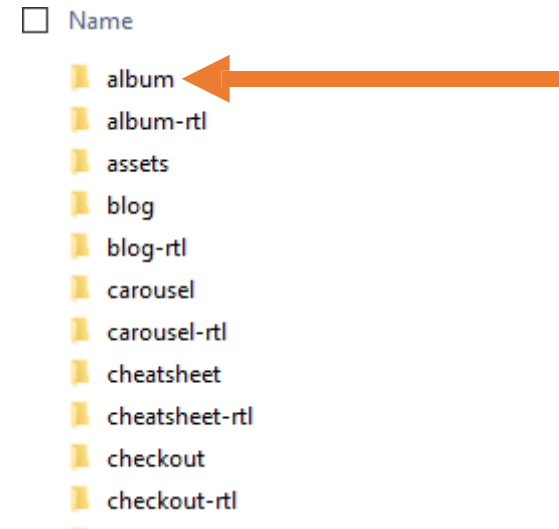 Name
album
album-rtl
assets
blog
blog-rtl
carousel
carousel-rtl
cheatsheet
cheatsheet-rtl
checkout
checkout-rtl